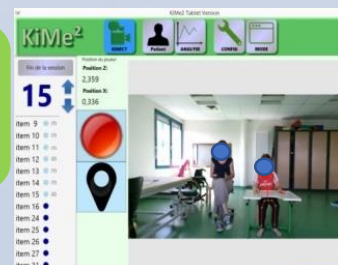 KiMe2 Tablet Version
KiMe²
DIRECT
Patient
ANALYSE
CONFIG
MODE
Fin de la session
Position du joueur
Position Z:
2,359
Position X:
0,336
15
item 9
item 10
item 11
item 12
item 13
item 14
item 15
item 16
item 24
item 25
item 26
item 27